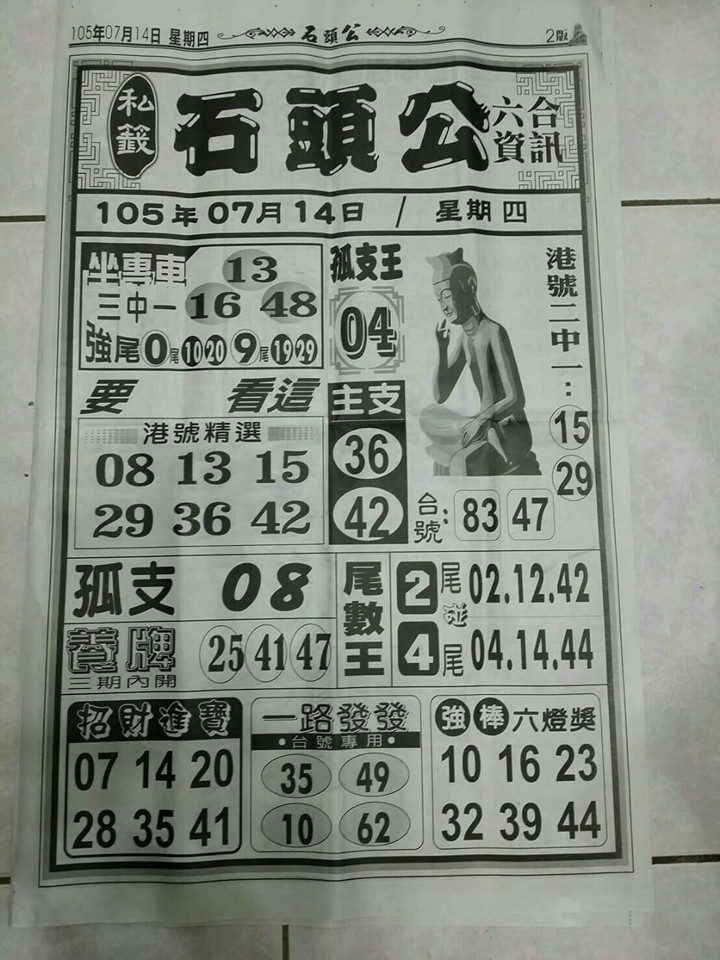 105年07月14日 星期四
石頭公
2版
私籤
石頭公
六合
資訊
105年07月14日 / 星期四
坐專車
13
三中一 16 48
強尾 0尾 10 20 9尾 19 29
孤支王
04
港號二中一:
15
29
要 看這
港號精選
08 13 15
29 36 42
主支
36
42
台號: 83 47
孤支 08
養牌 25 41 47
三期內開
尾數王
2尾 02.12.42
碰
4尾 04.14.44
招財進寶
07 14 20
28 35 41
一路發發
•台號專用•
35 49
10 62
強棒六燈獎
10 16 23
32 39 44